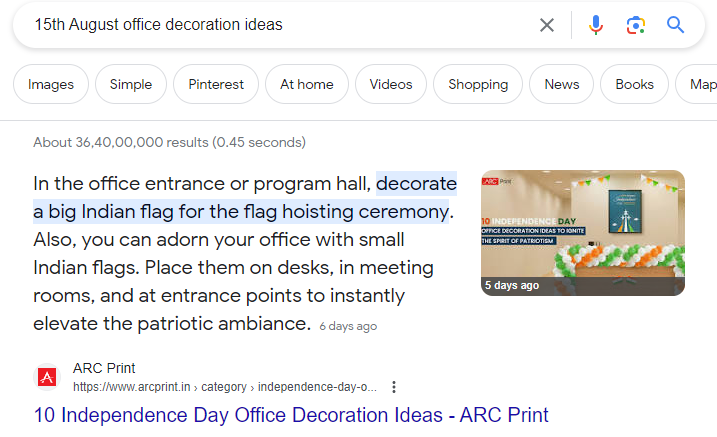 15th August office decoration ideas
Images
Simple
Pinterest
At home
Videos
Shopping
News
Books
Map
About 36,40,00,000 results (0.45 seconds)
In the office entrance or program hall, decorate
a big Indian flag for the flag hoisting ceremony.
Also, you can adorn your office with small
Indian flags. Place them on desks, in meeting
rooms, and at entrance points to instantly
elevate the patriotic ambiance. 6 days ago
ARC Print
10 INDEPENDENCE DAY
OFFICE DECORATION IDEAS TO IGNITE
THE SPIRIT OF PATRIOTISM
5 days ago
ARC Print
https://www.arcprint.in › category › independence-day-o...
10 Independence Day Office Decoration Ideas - ARC Print